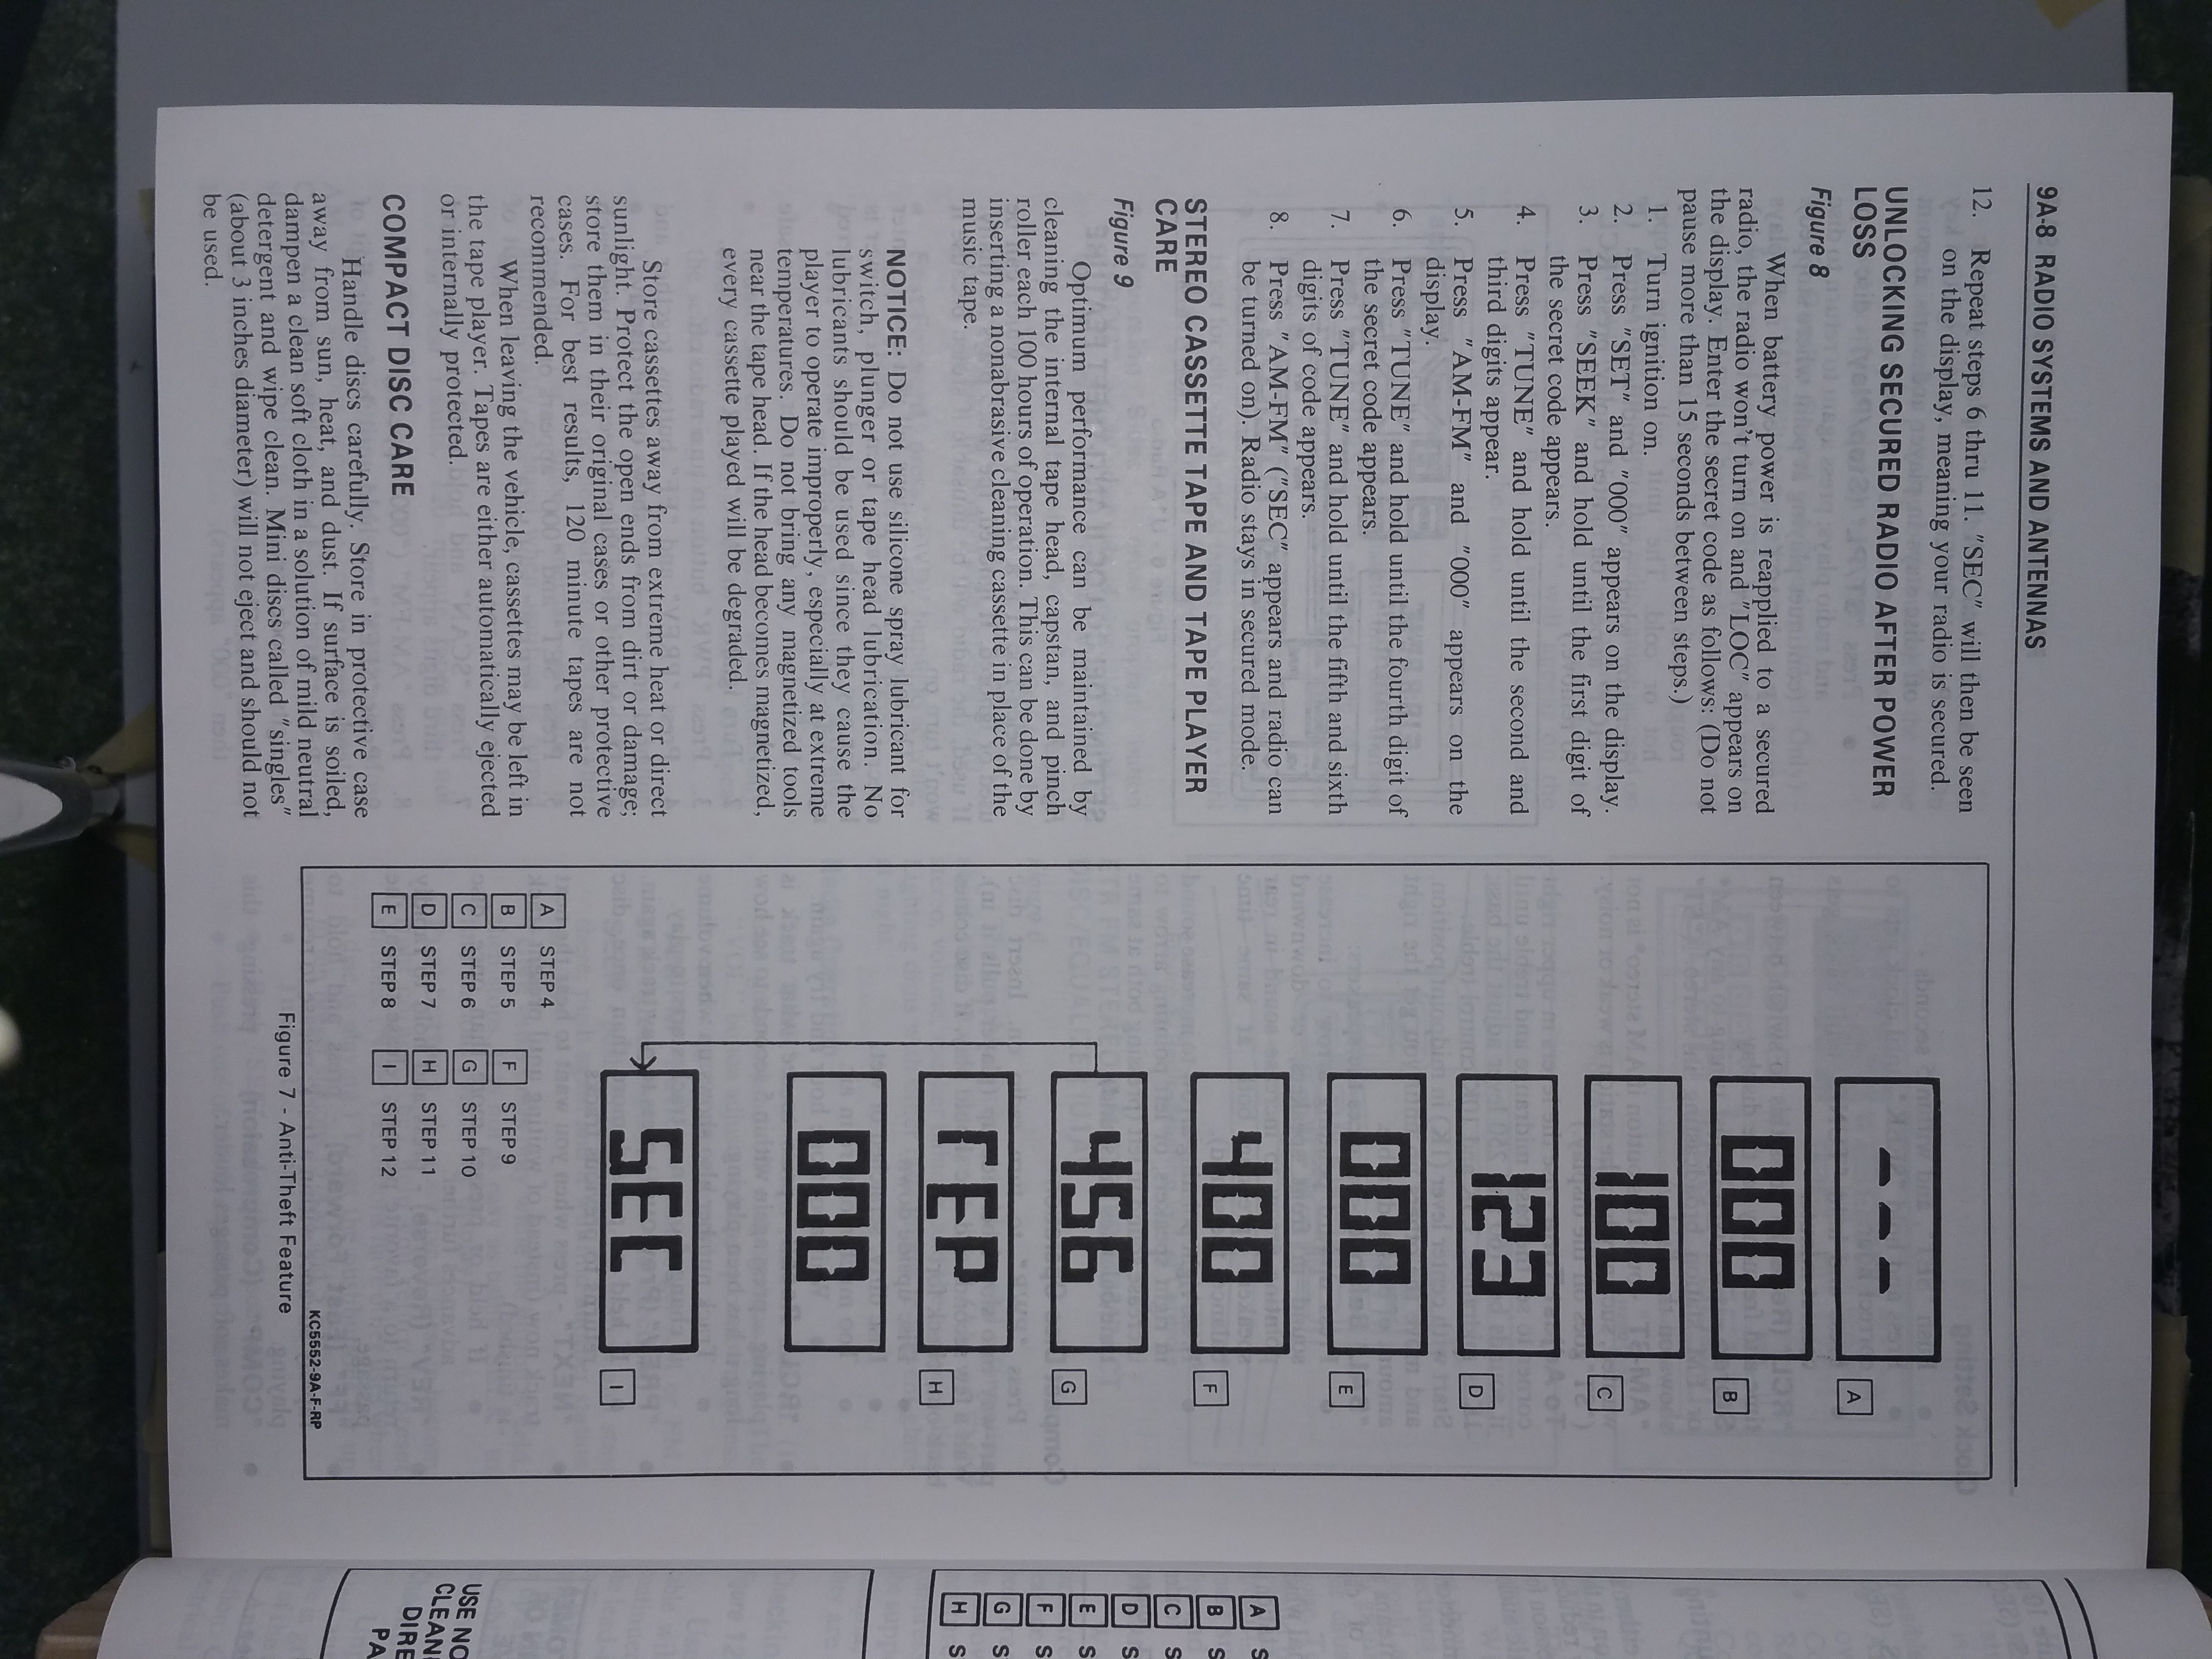 9A-8 RADIO SYSTEMS AND ANTENNAS
12. Repeat steps 6 thru 11. "SEC" will then be seen
on the display, meaning your radio is secured.
UNLOCKING SECURED RADIO AFTER POWER
LOSS
Figure 8
When battery power is reapplied to a secured
radio, the radio won't turn on and "LOC" appears on
the display. Enter the secret code as follows: (Do not
pause more than 15 seconds between steps.)
1. Turn ignition on.
2. Press "SET" and "000" appears on the display.
3. Press "SEEK" and hold until the first digit of
the secret code appears.
4. Press "TUNE" and hold until the second and
third digits appear.
5. Press "AM-FM" and "000" appears on the
display.
6. Press "TUNE" and hold until the fourth digit of
the secret code appears.
7. Press "TUNE" and hold until the fifth and sixth
digits of code appears.
8. Press "AM-FM' ("SEC" appears and radio can
be turned on). Radio stays in secured mode.
STEREO CASSETTE TAPE AND TAPE PLAYER
CARE
Figure 9
Optimum performance can be maintained by
cleaning the internal tape head, capstan, and pinch
roller each 100 hours of operation. This can be done by
inserting a nonabrasive cleaning cassette in place of the
music tape.
NOTICE: Do not use silicone spray lubricant for
switch, plunger or tape head lubrication. No
lubricants should be used since they cause the
player to operate improperly, especially at extreme
temperatures. Do not bring any magnetized tools
near the tape head. If the head becomes magnetized,
every cassette played will be degraded.
Store cassettes away from extreme heat or direct
sunlight. Protect the open ends from dirt or damage;
store them in their original cases or other protective
cases. For best results, 120 minute tapes are not
recommended.
When leaving the vehicle, cassettes may be left in
the tape player. Tapes are either automatically ejected
or internally protected.
COMPACT DISC CARE
Handle discs carefully. Store in protective case
away from sun, heat, and dust. If surface is soiled,
dampen a clean soft cloth in a solution of mild neutral
detergent and wipe clean. Mini discs called "singles"
(about 3 inches diameter) will not eject and should not
be used.
--- A
000 B
100 C
123 D
000 E
400 F
456 G
rEP H
000
SEC I
A STEP 4
B STEP 5 F STEP 9
C STEP 6 G STEP 10
D STEP 7 H STEP 11
E STEP 8 I STEP 12
KC5552-9A-F-RP
Figure 7 - Anti-Theft Feature
A S
B S
C S
D S
E S
F S
G S
H S
USE NO
CLEAN
DIRE
PA